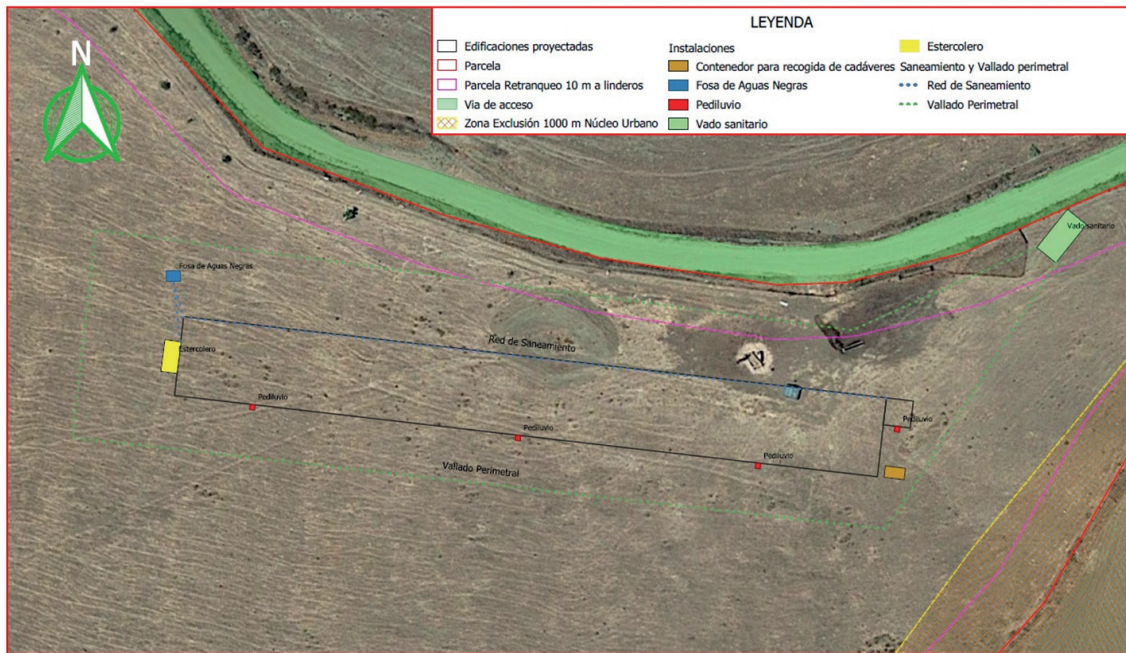 LEYENDA
Edificaciones proyectadas
Parcela
Parcela Retranqueo 10 m a linderos
Via de acceso
Zona Exclusión 1000 m Núcleo Urbano
Instalaciones
Contenedor para recogida de cadáveres
Fosa de Aguas Negras
Pediluvio
Vado sanitario
Estercolero
Saneamiento y Vallado perimetral
Red de Saneamiento
Vallado Perimetral
N
Vado sanitario
Fosa de Aguas Negras
Red de Saneamiento
Estercolero
Pediluvio
Pediluvio
Pediluvio
Pediluvio
Vallado Perimetral